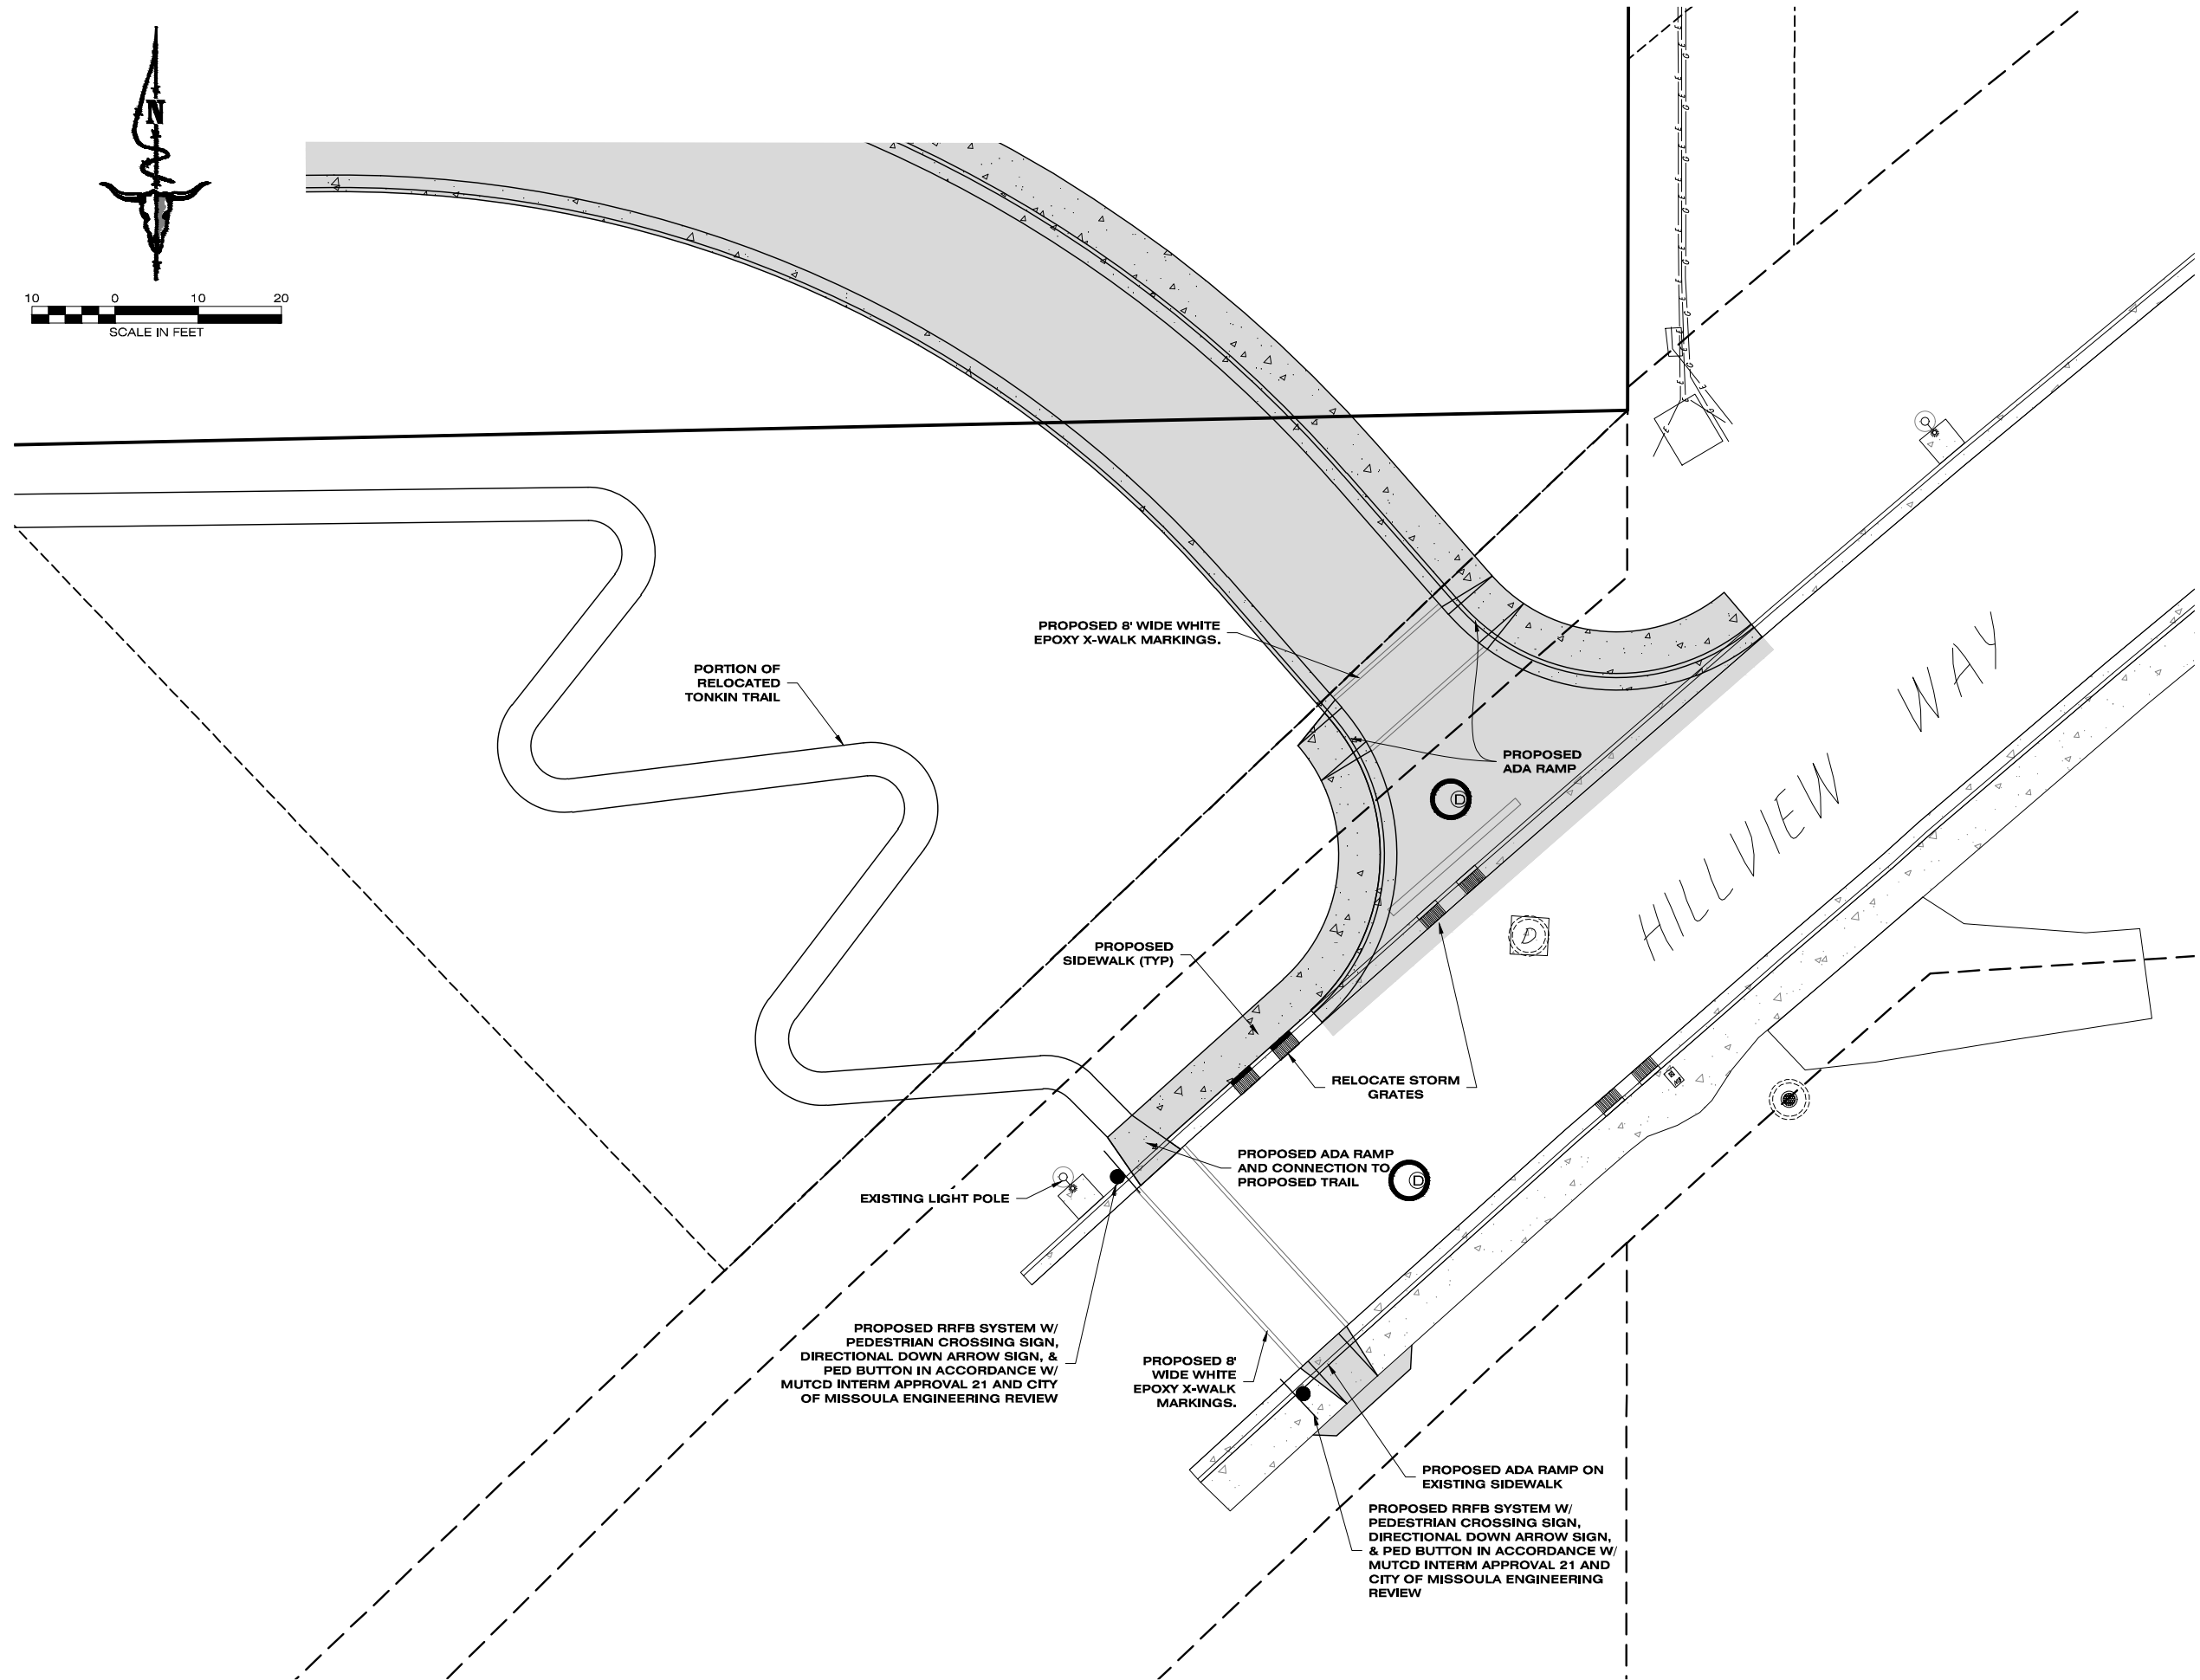 N
10 0 10 20
SCALE IN FEET
PROPOSED 8' WIDE WHITE
EPOXY X-WALK MARKINGS.
PORTION OF
RELOCATED
TONKIN TRAIL
PROPOSED
ADA RAMP
D
HILLVIEW WAY
D
PROPOSED
SIDEWALK (TYP)
RELOCATE STORM
GRATES
PROPOSED ADA RAMP
AND CONNECTION TO
PROPOSED TRAIL
D
EXISTING LIGHT POLE
PROPOSED RRFB SYSTEM W/
PEDESTRIAN CROSSING SIGN,
DIRECTIONAL DOWN ARROW SIGN, &
PED BUTTON IN ACCORDANCE W/
MUTCD INTERM APPROVAL 21 AND CITY
OF MISSOULA ENGINEERING REVIEW
PROPOSED 8'
WIDE WHITE
EPOXY X-WALK
MARKINGS.
PROPOSED ADA RAMP ON
EXISTING SIDEWALK
PROPOSED RRFB SYSTEM W/
PEDESTRIAN CROSSING SIGN,
DIRECTIONAL DOWN ARROW SIGN,
& PED BUTTON IN ACCORDANCE W/
MUTCD INTERM APPROVAL 21 AND
CITY OF MISSOULA ENGINEERING
REVIEW